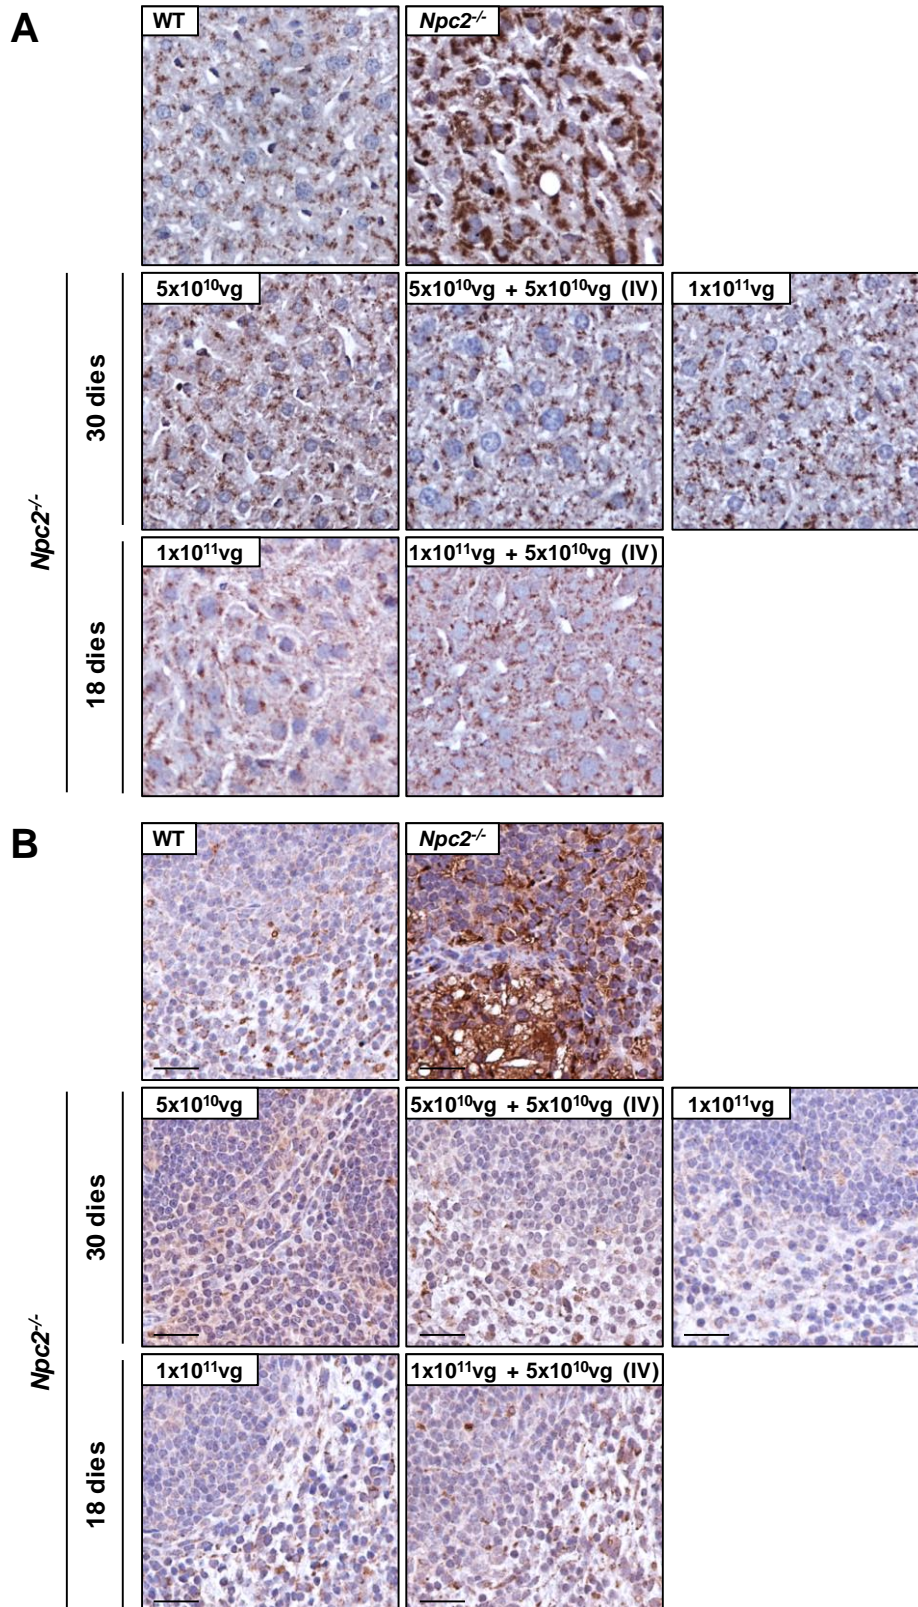 A
WT
Npc2-/-
5x10¹⁰vg
5x10¹⁰vg + 5x10¹⁰vg (IV)
1x10¹¹vg
30 dies
Npc2-/-
1x10¹¹vg
1x10¹¹vg + 5x10¹⁰vg (IV)
18 dies
B
WT
Npc2-/-
5x10¹⁰vg
5x10¹⁰vg + 5x10¹⁰vg (IV)
1x10¹¹vg
30 dies
Npc2-/-
1x10¹¹vg
1x10¹¹vg + 5x10¹⁰vg (IV)
18 dies